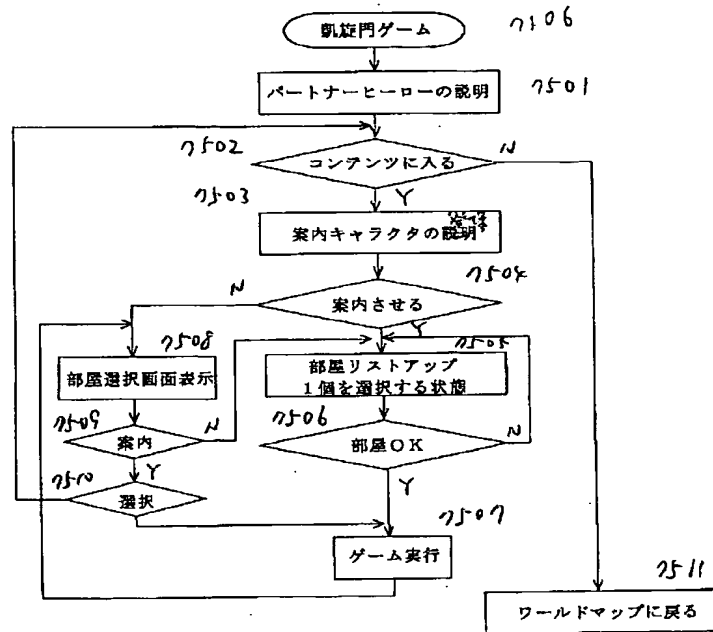 凱旋門ゲーム
7106
パートナーヒーローの説明
7501
7502
コンテンツに入る
N
7503
Y
案内キャラクタの説明
7504
N
案内させる
Y
7508
7505
部屋選択画面表示
部屋リストアップ
1個を選択する状態
7509
7506
案内
N
部屋OK
N
7510
Y
Y
選択
7507
ゲーム実行
7511
ワールドマップに戻る